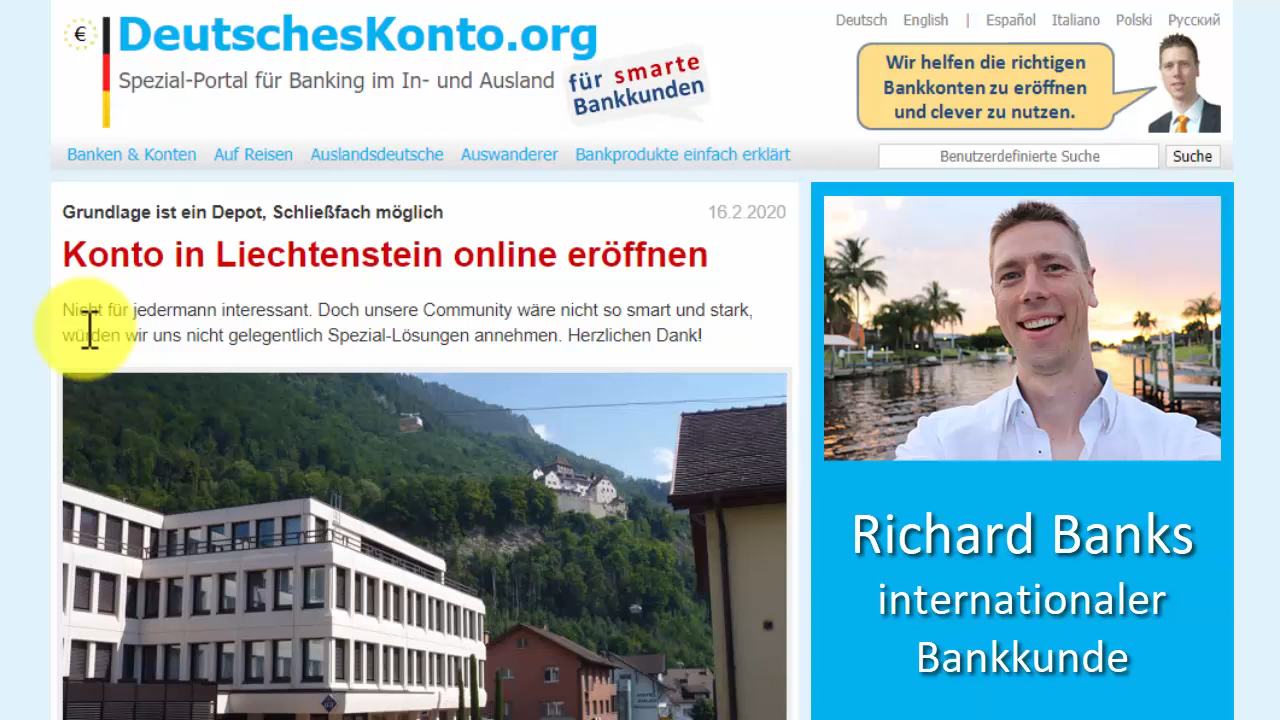 €
DeutschesKonto.org
Spezial-Portal für Banking im In- und Ausland
für smarte
Bankkunden
Deutsch English | Español Italiano Polski Русский
Wir helfen die richtigen
Bankkonten zu eröffnen
und clever zu nutzen.
Banken & Konten Auf Reisen Auslandsdeutsche Auswanderer Bankprodukte einfach erklärt
Benutzerdefinierte Suche Suche
Grundlage ist ein Depot, Schließfach möglich 16.2.2020
Konto in Liechtenstein online eröffnen
Nicht für jedermann interessant. Doch unsere Community wäre nicht so smart und stark,
würden wir uns nicht gelegentlich Spezial-Lösungen annehmen. Herzlichen Dank!
Richard Banks
internationaler
Bankkunde